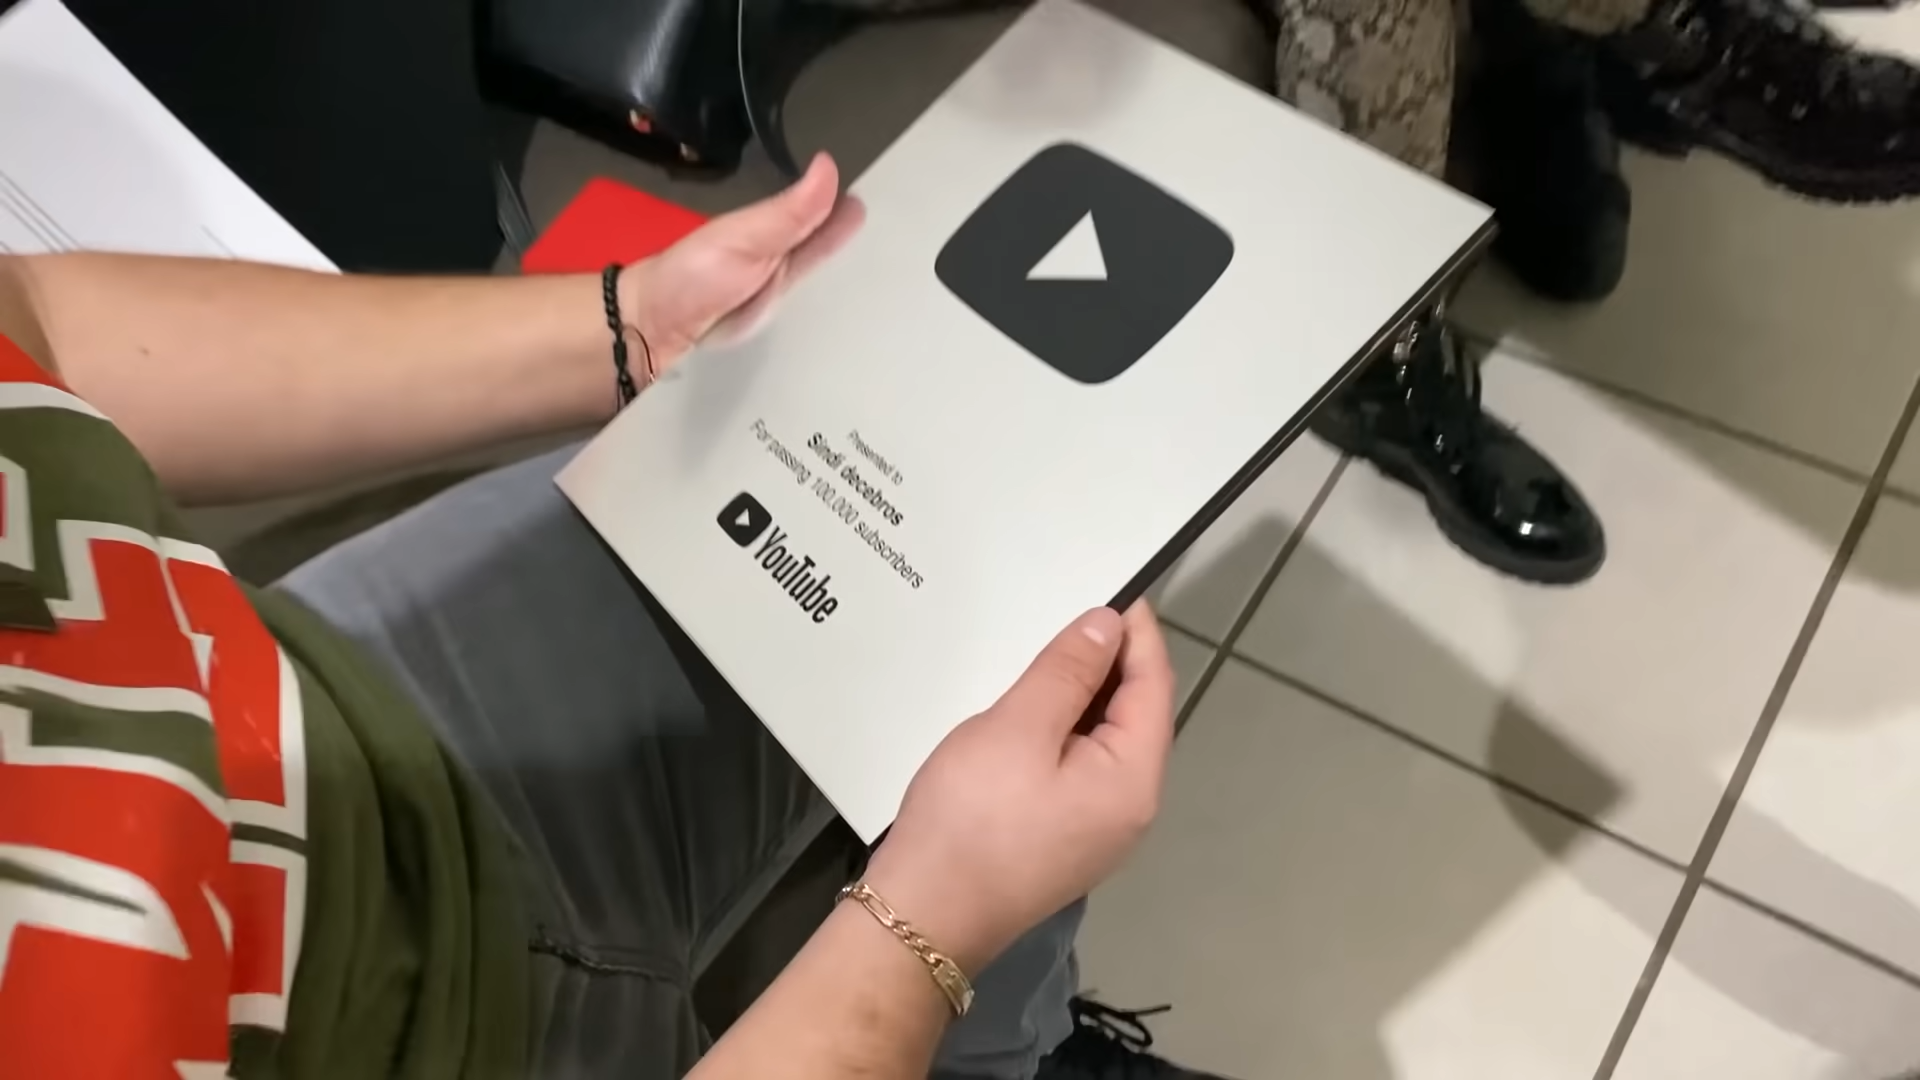 Presented to
Sindi decebros
For passing 100,000 subscribers
YouTube